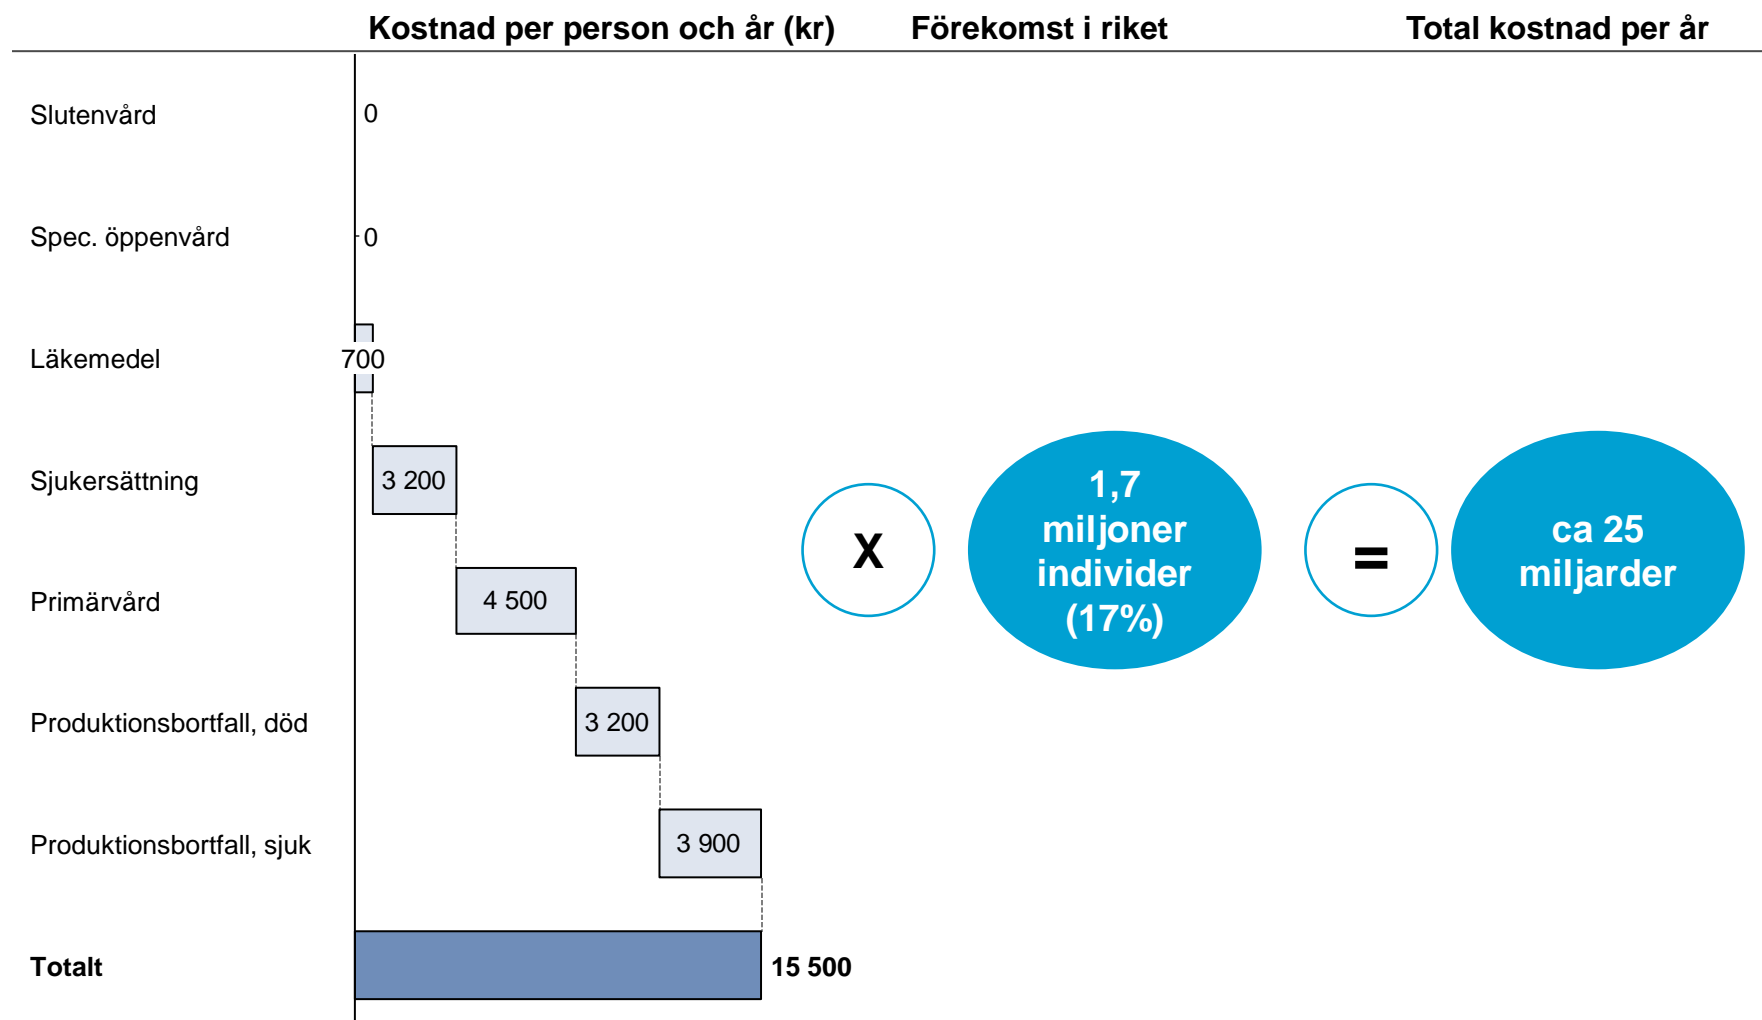 Kostnad per person och år (kr) Förekomst i riket Total kostnad per år
Slutenvård 0
Spec. öppenvård 0
Läkemedel 700
Sjukersättning 3 200
Primärvård 4 500
Produktionsbortfall, död 3 200
Produktionsbortfall, sjuk 3 900
Totalt 15 500
X
1,7
miljoner
individer
(17%)
=
ca 25
miljarder